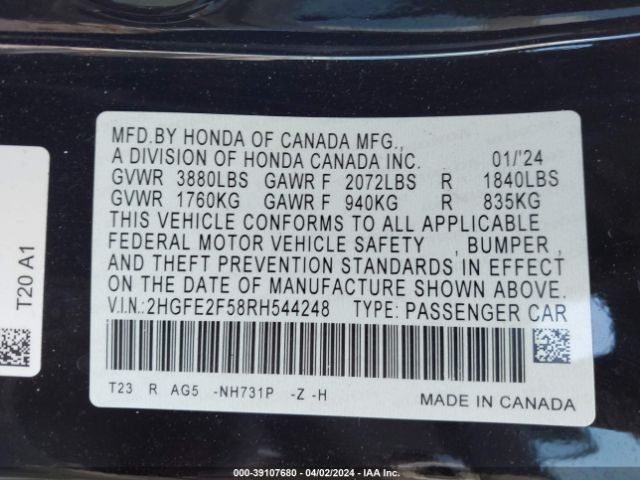 MFD.BY HONDA OF CANADA MFG.,
A DIVISION OF HONDA CANADA INC. 01/'24
GVWR 3880LBS GAWR F 2072LBS R 1840LBS
GVWR 1760KG GAWR F 940KG R 835KG
THIS VEHICLE CONFORMS TO ALL APPLICABLE
FEDERAL MOTOR VEHICLE SAFETY , BUMPER ,
AND THEFT PREVENTION STANDARDS IN EFFECT
ON THE DATE OF MANUFACTURE SHOWN ABOVE.
V.I.N.:2HGFE2F58RH544248 TYPE: PASSENGER CAR
T23 R AG5 -NH731P -Z -H
MADE IN CANADA
T20 A1
000-39107680 - 04/02/2024 - IAA Inc.